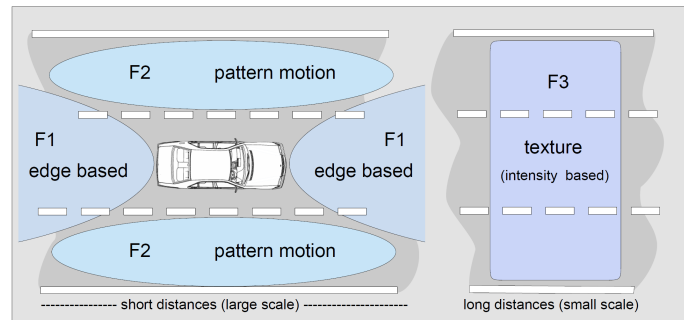 F2 pattern motion
F1
edge based
F1
edge based
F2 pattern motion
---------------- short distances (large scale) ----------------
F3
texture
(intensity based)
long distances (small scale)